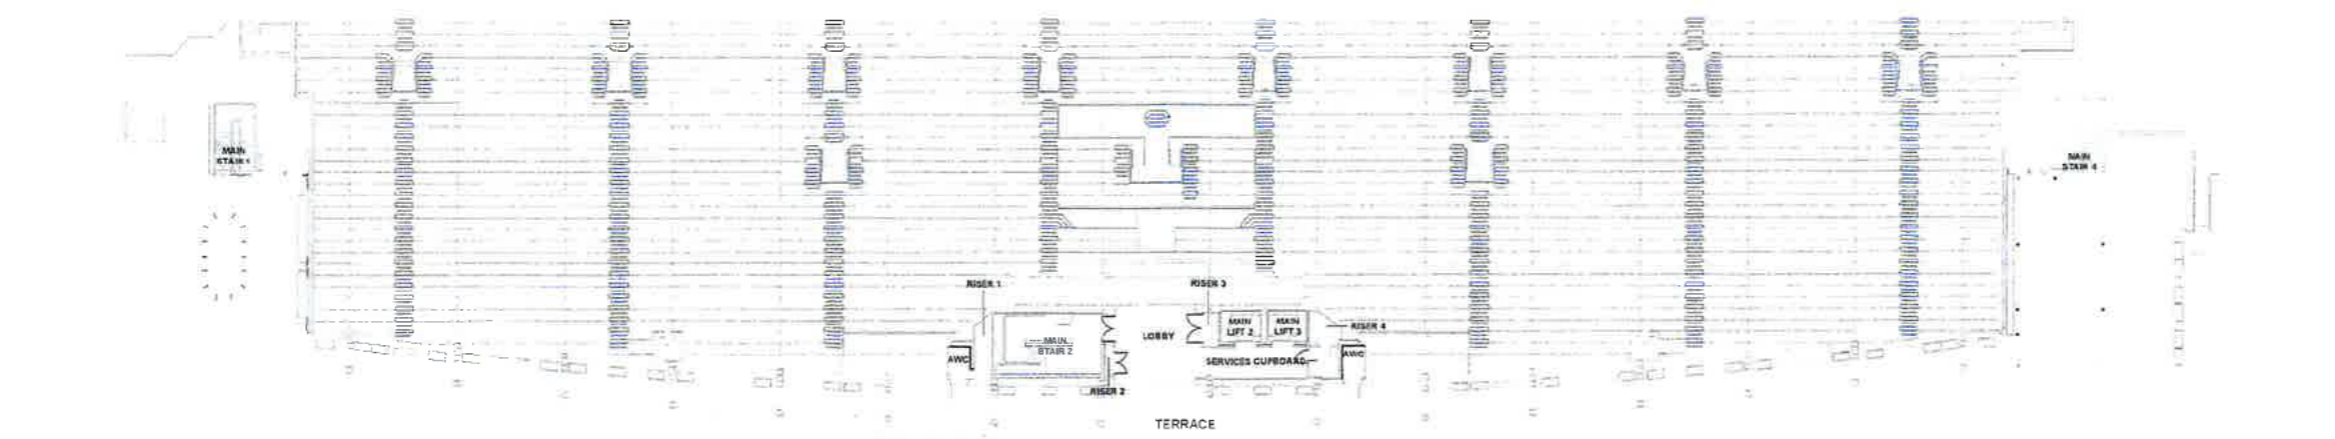 MAIN
STAIR 1
MAIN
STAIR 4
RISER 1
RISER 3
MAIN
LIFT 2
MAIN
LIFT 3
RISER 4
LOBBY
MAIN
STAIR 2
AWC
SERVICES CUPBOARD
AWC
RISER 2
TERRACE